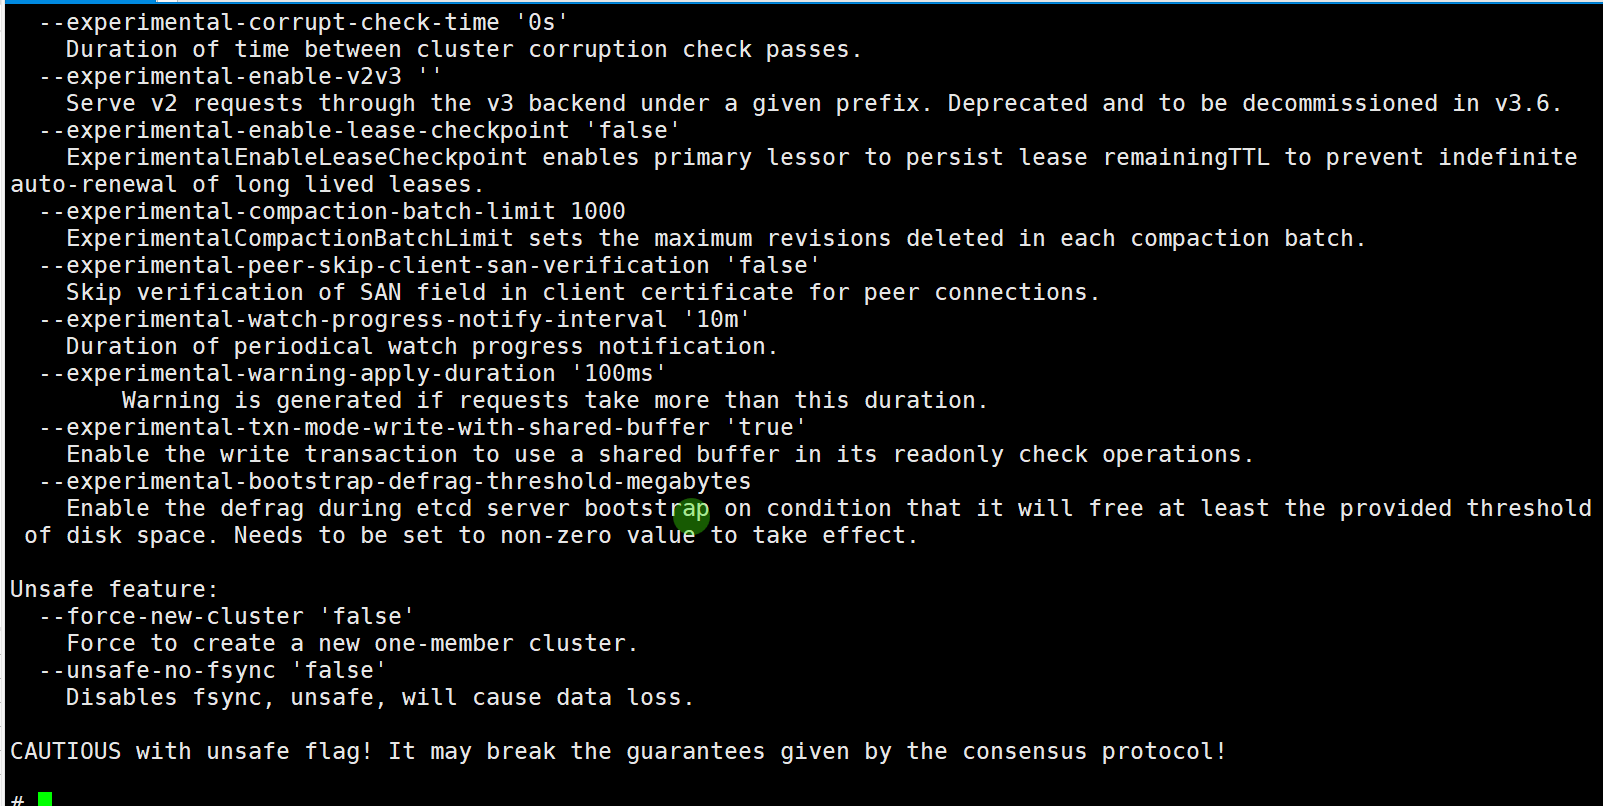 --experimental-corrupt-check-time '0s'
Duration of time between cluster corruption check passes.
--experimental-enable-v2v3 ''
Serve v2 requests through the v3 backend under a given prefix. Deprecated and to be decommissioned in v3.6.
--experimental-enable-lease-checkpoint 'false'
ExperimentalEnableLeaseCheckpoint enables primary lessor to persist lease remainingTTL to prevent indefinite
auto-renewal of long lived leases.
--experimental-compaction-batch-limit 1000
ExperimentalCompactionBatchLimit sets the maximum revisions deleted in each compaction batch.
--experimental-peer-skip-client-san-verification 'false'
Skip verification of SAN field in client certificate for peer connections.
--experimental-watch-progress-notify-interval '10m'
Duration of periodical watch progress notification.
--experimental-warning-apply-duration '100ms'
Warning is generated if requests take more than this duration.
--experimental-txn-mode-write-with-shared-buffer 'true'
Enable the write transaction to use a shared buffer in its readonly check operations.
--experimental-bootstrap-defrag-threshold-megabytes
Enable the defrag during etcd server bootstrap on condition that it will free at least the provided threshold
of disk space. Needs to be set to non-zero value to take effect.
Unsafe feature:
--force-new-cluster 'false'
Force to create a new one-member cluster.
--unsafe-no-fsync 'false'
Disables fsync, unsafe, will cause data loss.
CAUTIOUS with unsafe flag! It may break the guarantees given by the consensus protocol!
#